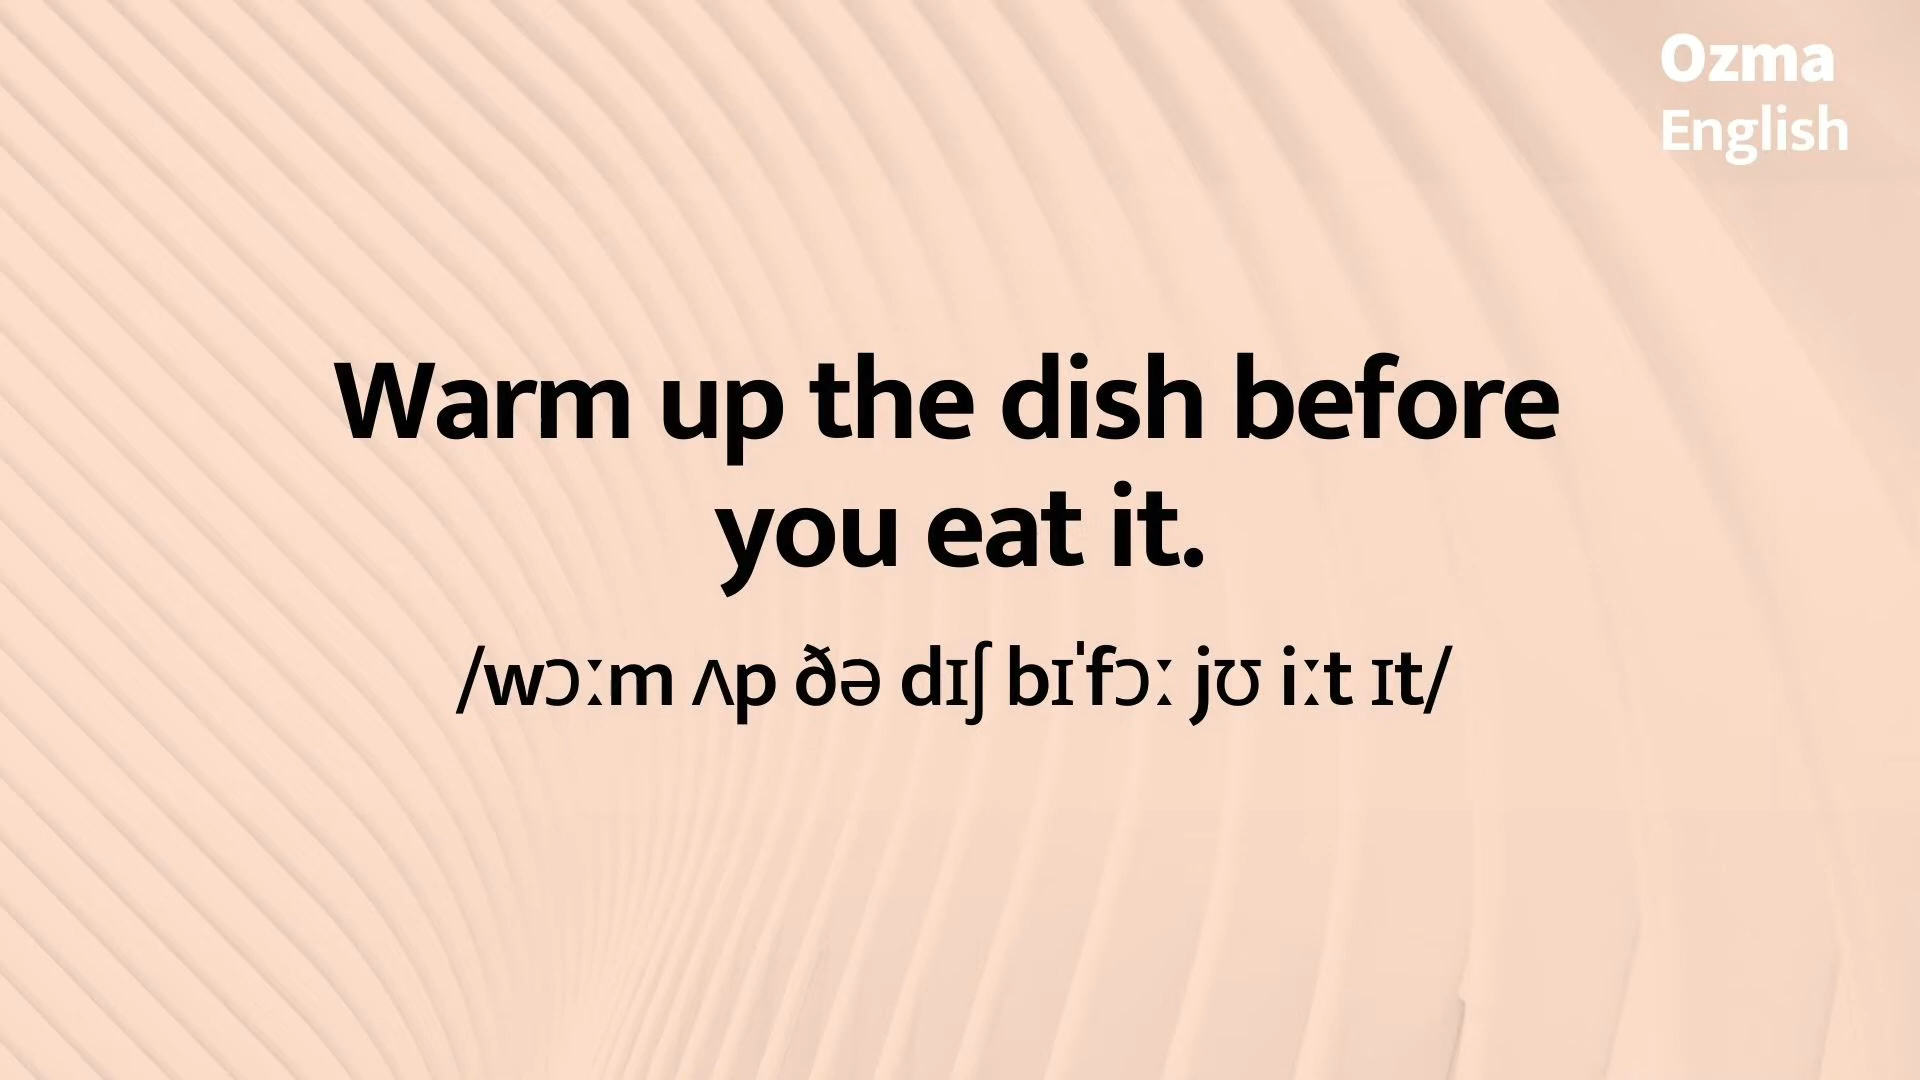 Ozma
English
Warm up the dish before
you eat it.
/wɔːm ʌp ðə dɪʃ bɪˈfɔː jʊ iːt ɪt/